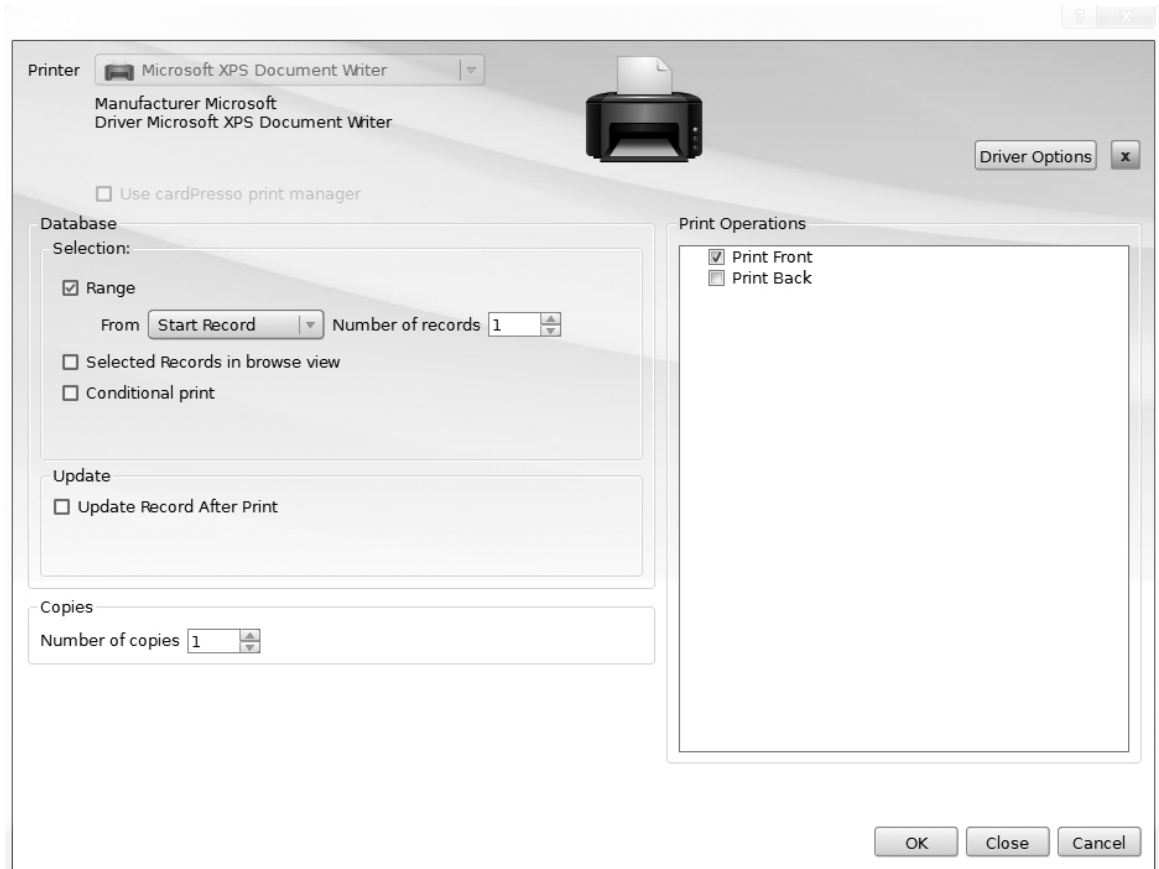 Printer Microsoft XPS Document Writer
Manufacturer Microsoft
Driver Microsoft XPS Document Writer
Driver Options x
Use cardPresso print manager
Database
Selection:
Range
From Start Record Number of records 1
Selected Records in browse view
Conditional print
Update
Update Record After Print
Copies
Number of copies 1
Print Operations
Print Front
Print Back
OK Close Cancel